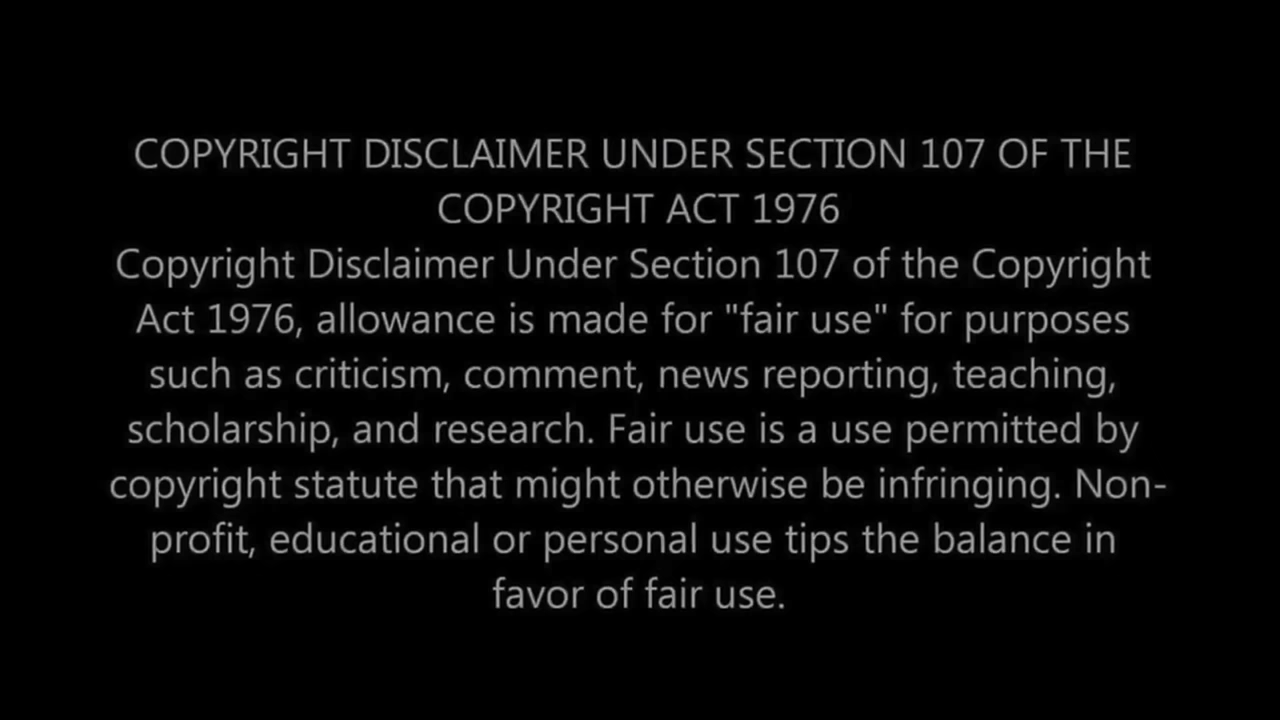 COPYRIGHT DISCLAIMER UNDER SECTION 107 OF THE
COPYRIGHT ACT 1976
Copyright Disclaimer Under Section 107 of the Copyright
Act 1976, allowance is made for "fair use" for purposes
such as criticism, comment, news reporting, teaching,
scholarship, and research. Fair use is a use permitted by
copyright statute that might otherwise be infringing. Non-
profit, educational or personal use tips the balance in
favor of fair use.